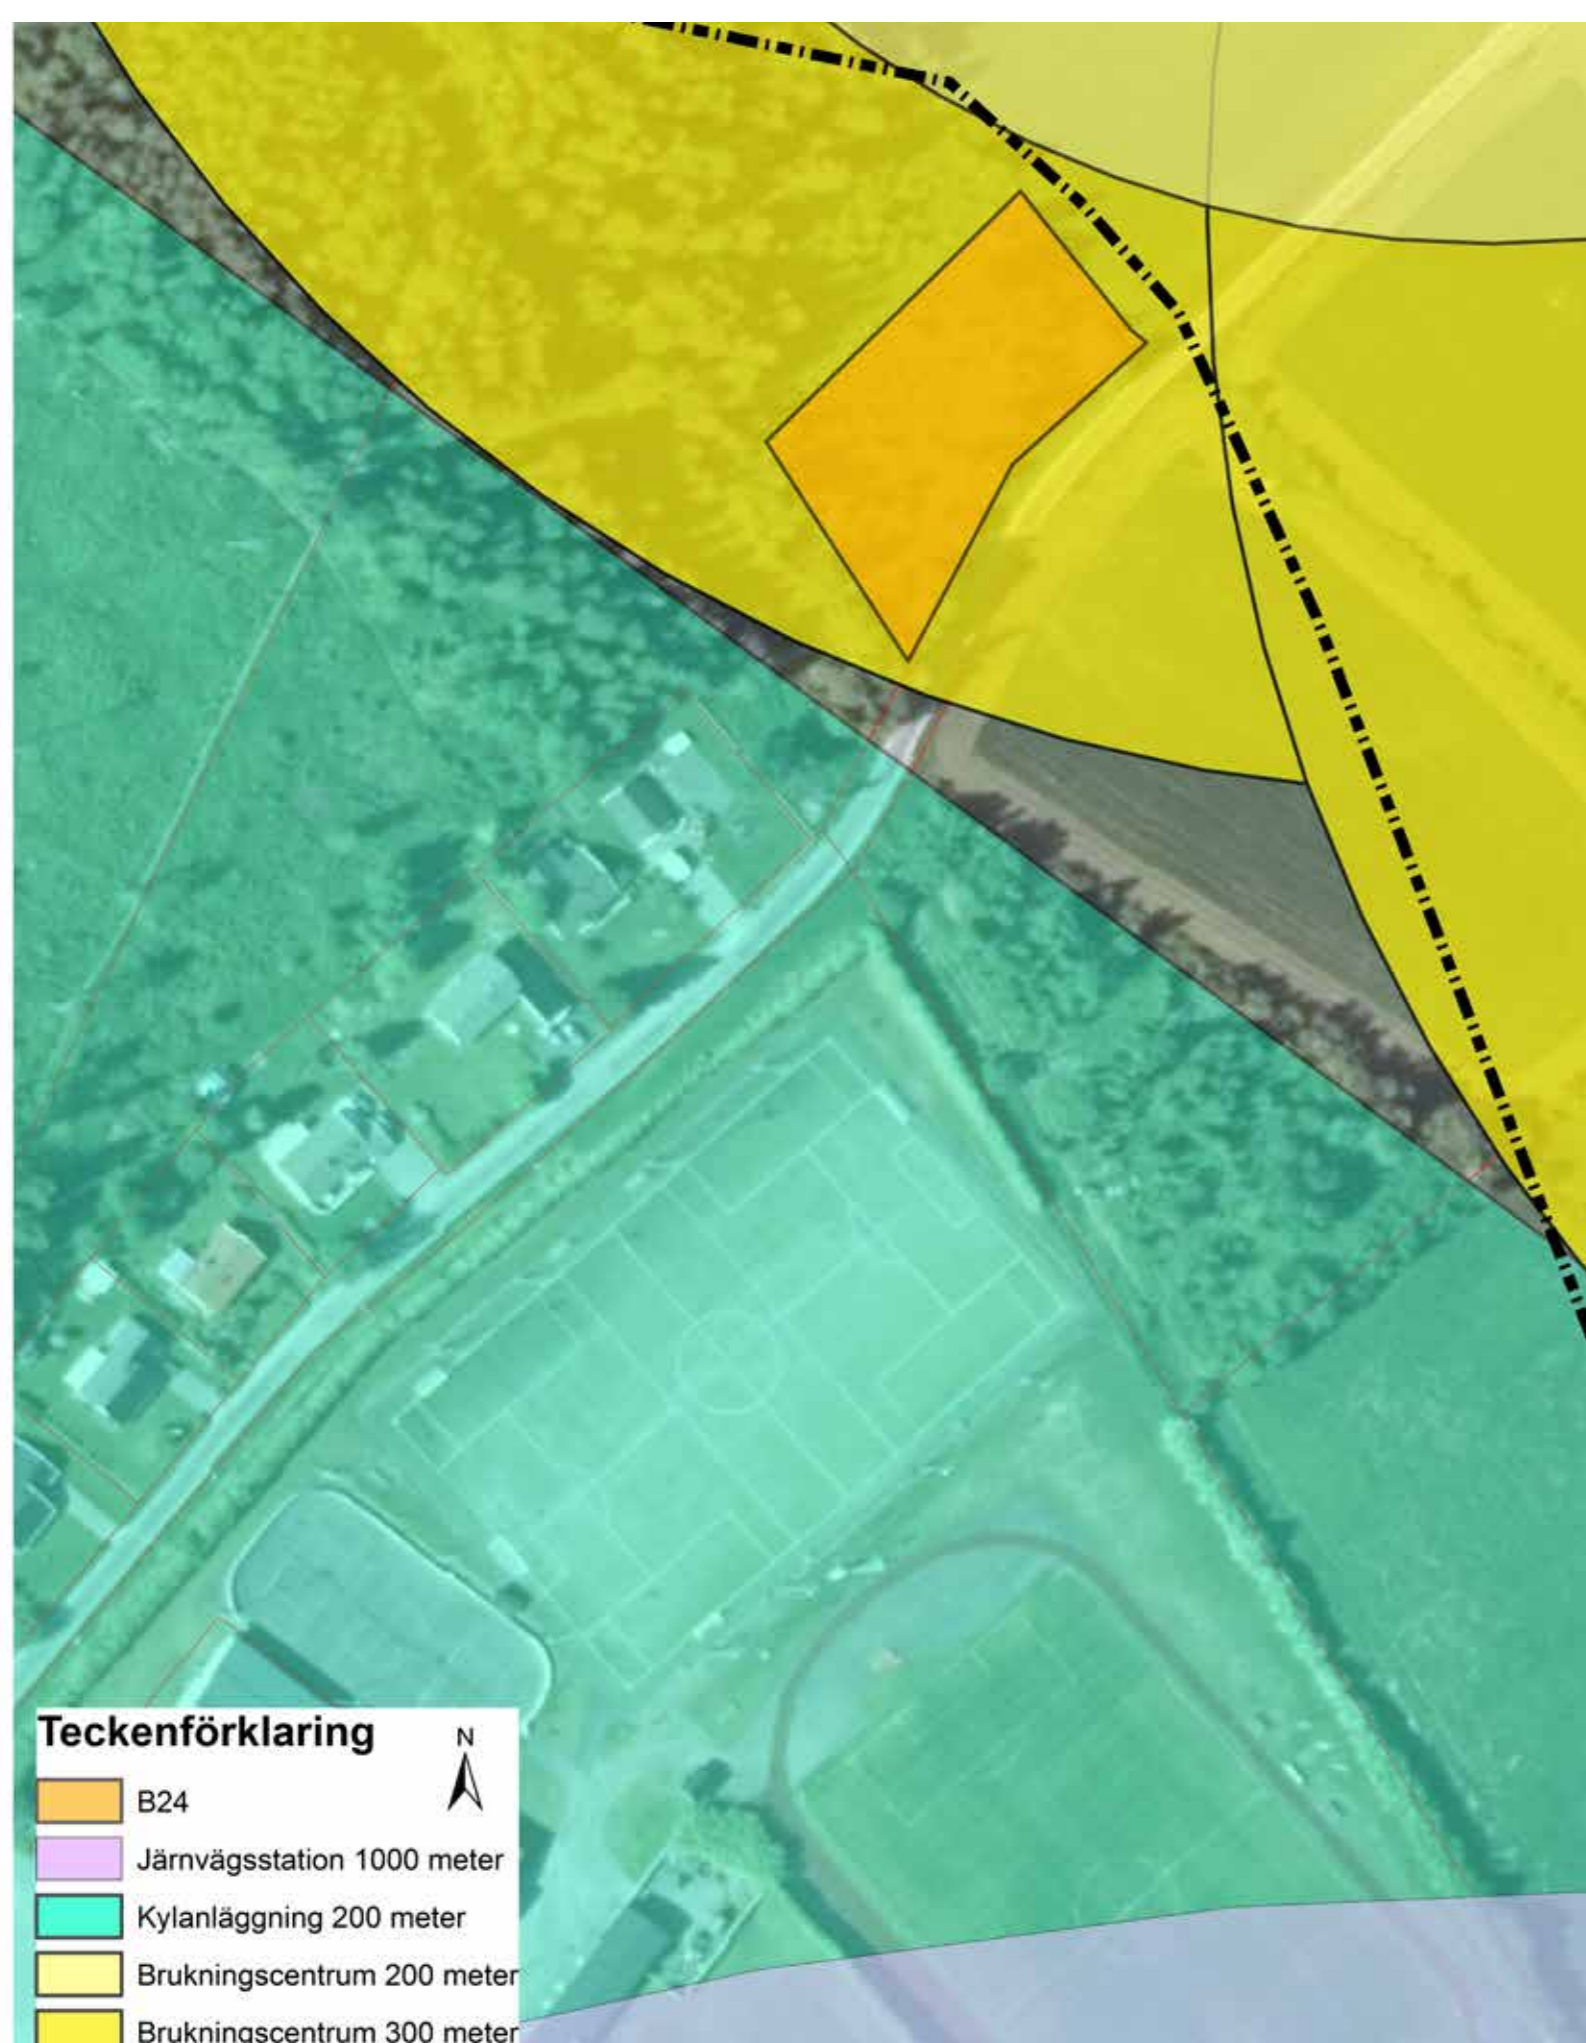 Teckenförklaring
N
B24
Järnvägsstation 1000 meter
Kylanläggning 200 meter
Brukningscentrum 200 meter
Brukningscentrum 300 meter